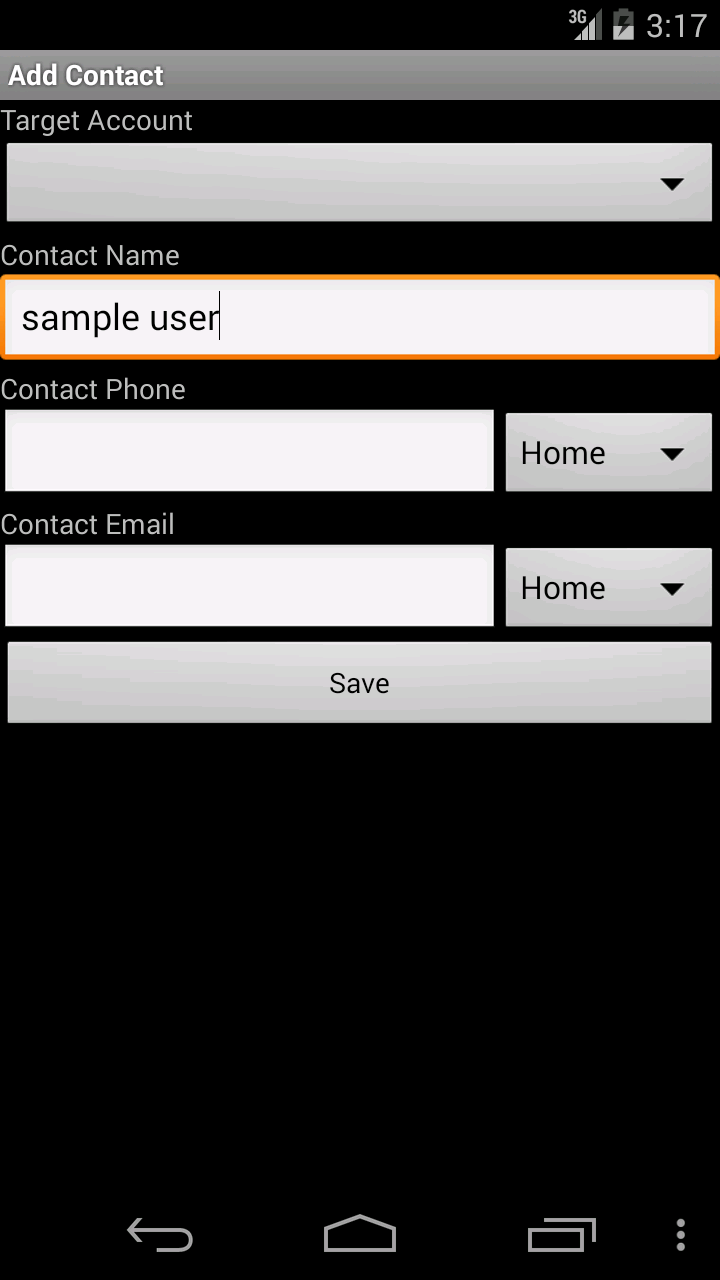 3G 3:17
Add Contact
Target Account
Contact Name
sample user
Contact Phone
Home
Contact Email
Home
Save